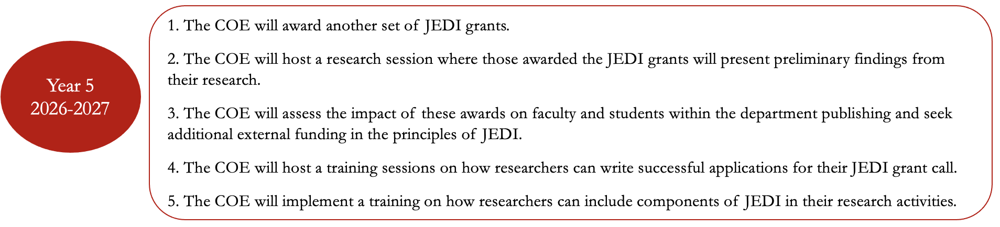 Year 5
2026-2027
1. The COE will award another set of JEDI grants.
2. The COE will host a research session where those awarded the JEDI grants will present preliminary findings from
their research.
3. The COE will assess the impact of these awards on faculty and students within the department publishing and seek
additional external funding in the principles of JEDI.
4. The COE will host a training sessions on how researchers can write successful applications for their JEDI grant call.
5. The COE will implement a training on how researchers can include components of JEDI in their research activities.